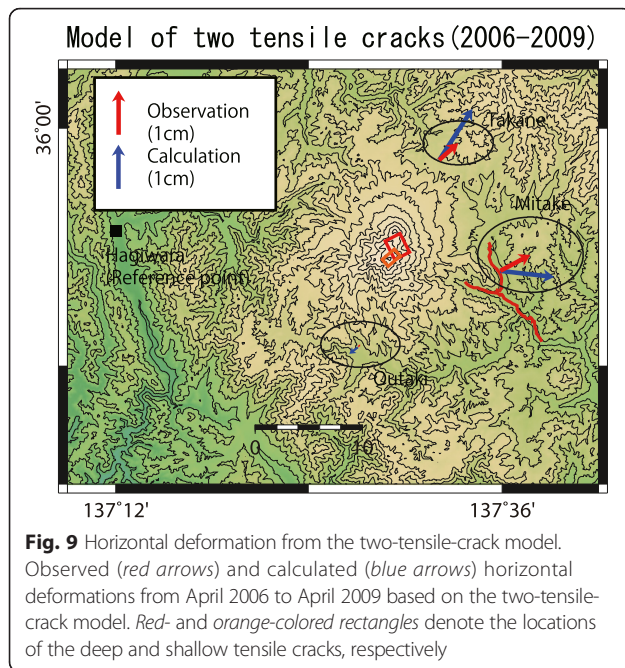 Model of two tensile cracks(2006-2009)
36˚00'
Observation
(1cm)
Calculation
(1cm)
Takane
Mitake
Hagiwara
(Reference point)
Outaki
0 10
137˚12' 137˚36'
Fig. 9 Horizontal deformation from the two-tensile-crack model.
Observed (red arrows) and calculated (blue arrows) horizontal
deformations from April 2006 to April 2009 based on the two-tensile-
crack model. Red- and orange-colored rectangles denote the locations
of the deep and shallow tensile cracks, respectively